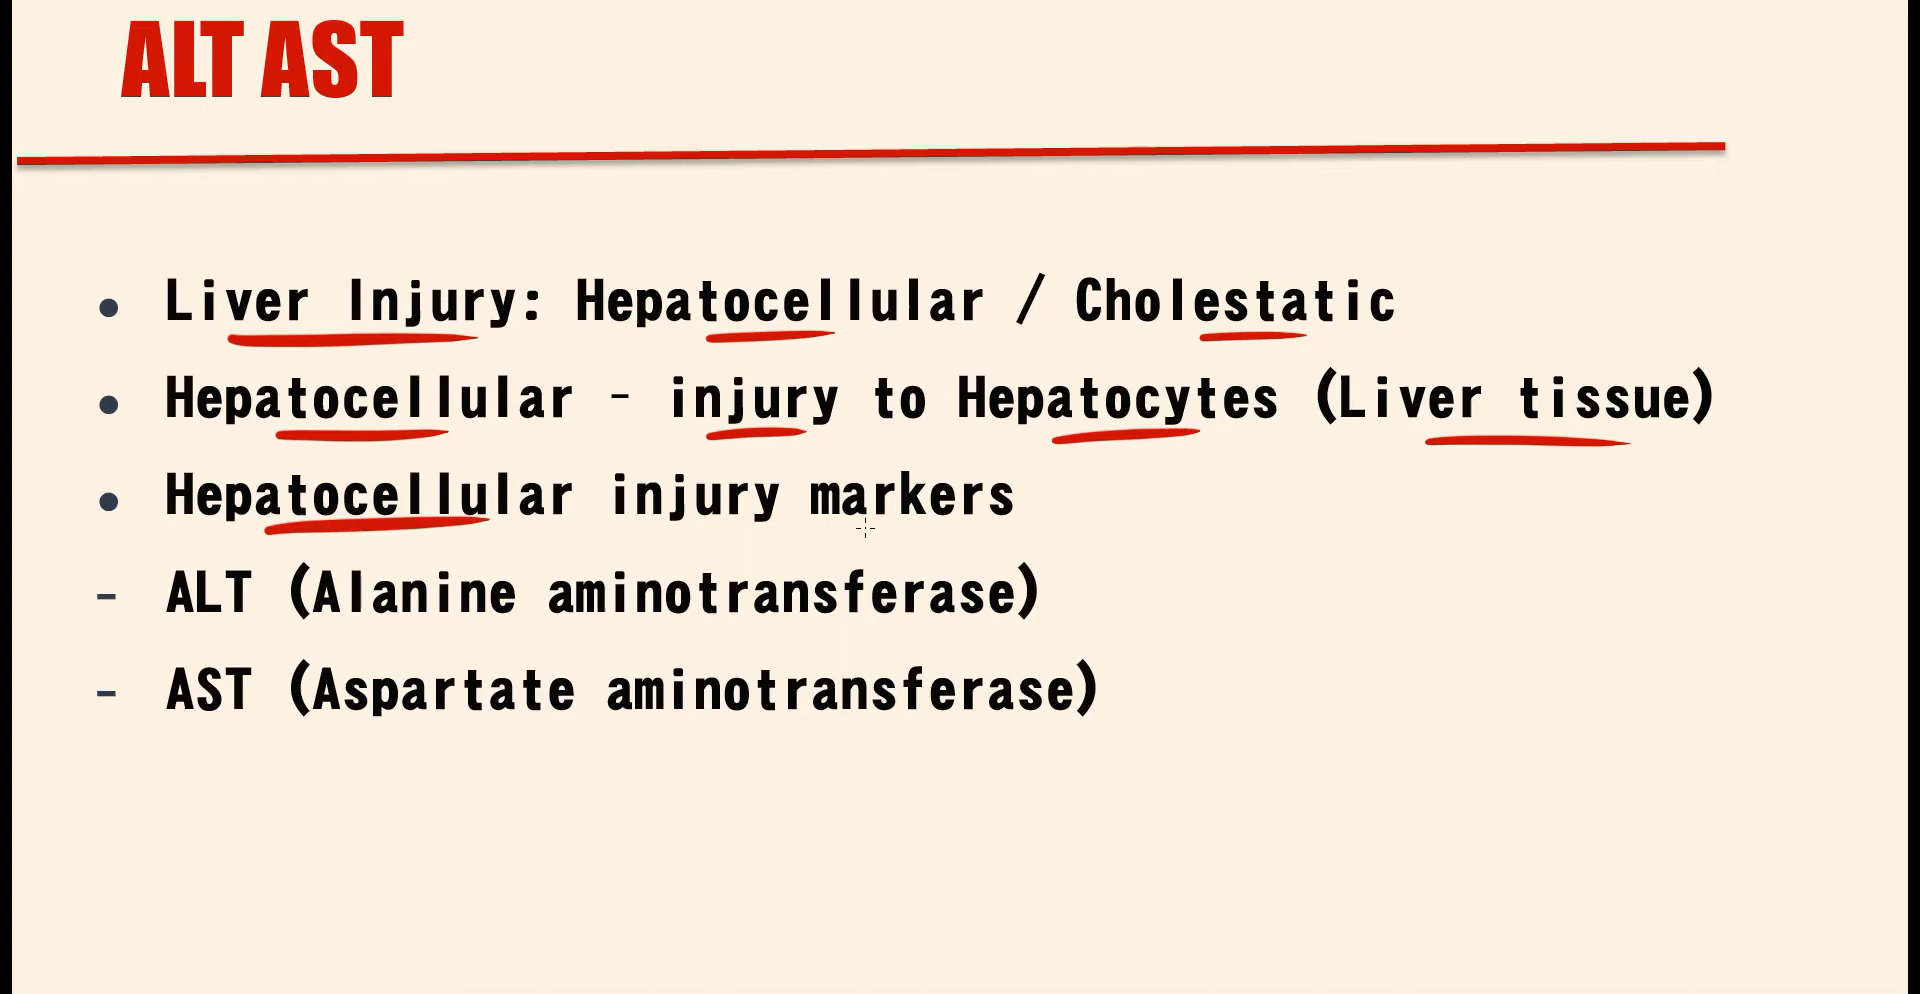 ALT AST
• Liver Injury: Hepatocellular / Cholestatic
• Hepatocellular - injury to Hepatocytes (Liver tissue)
• Hepatocellular injury markers
- ALT (Alanine aminotransferase)
- AST (Aspartate aminotransferase)